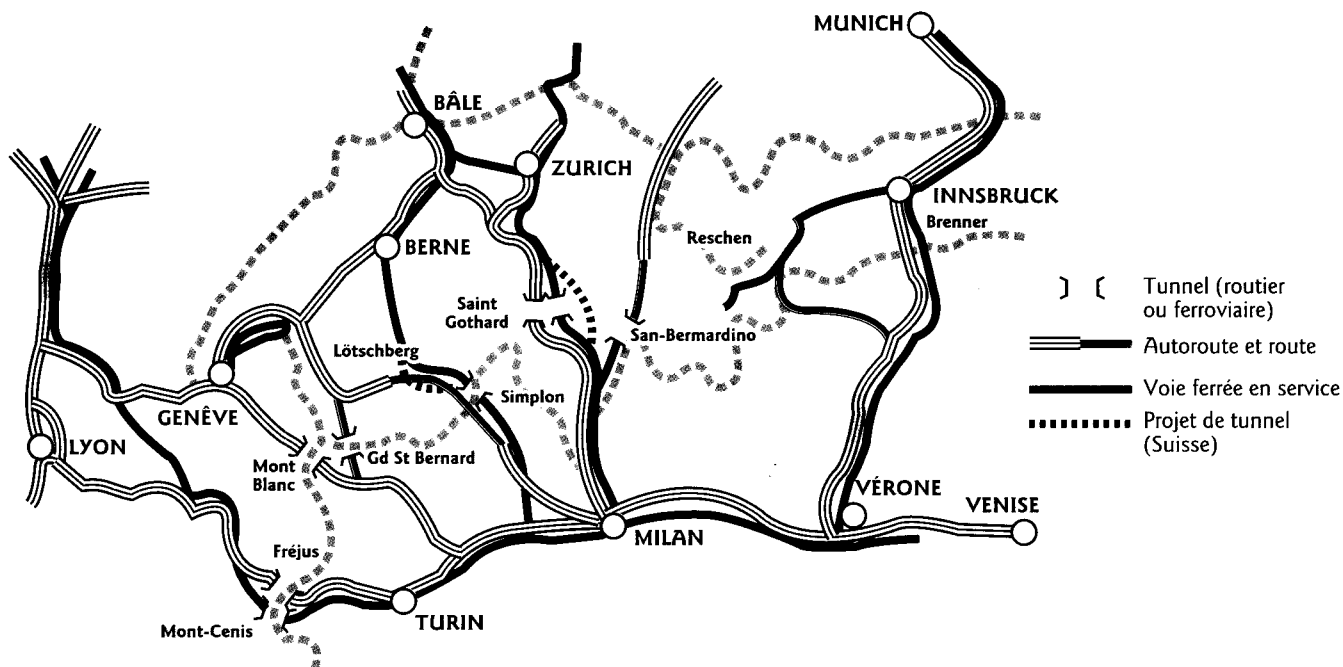 MUNICH
BÂLE
ZURICH
INNSBRUCK
Brenner
BERNE
Reschen
Saint
Gothard
San-Bermardino
Lötschberg
Simplon
GENÊVE
LYON
Mont
Blanc
Gd St Bernard
VÉRONE
VENISE
MILAN
Fréjus
TURIN
Mont-Cenis
Tunnel (routier
ou ferroviaire)
Autoroute et route
Voie ferrée en service
Projet de tunnel
(Suisse)